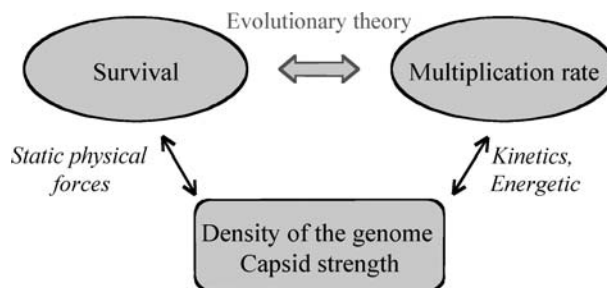 Evolutionary theory
Survival
Multiplication rate
Static physical
forces
Kinetics,
Energetic
Density of the genome
Capsid strength